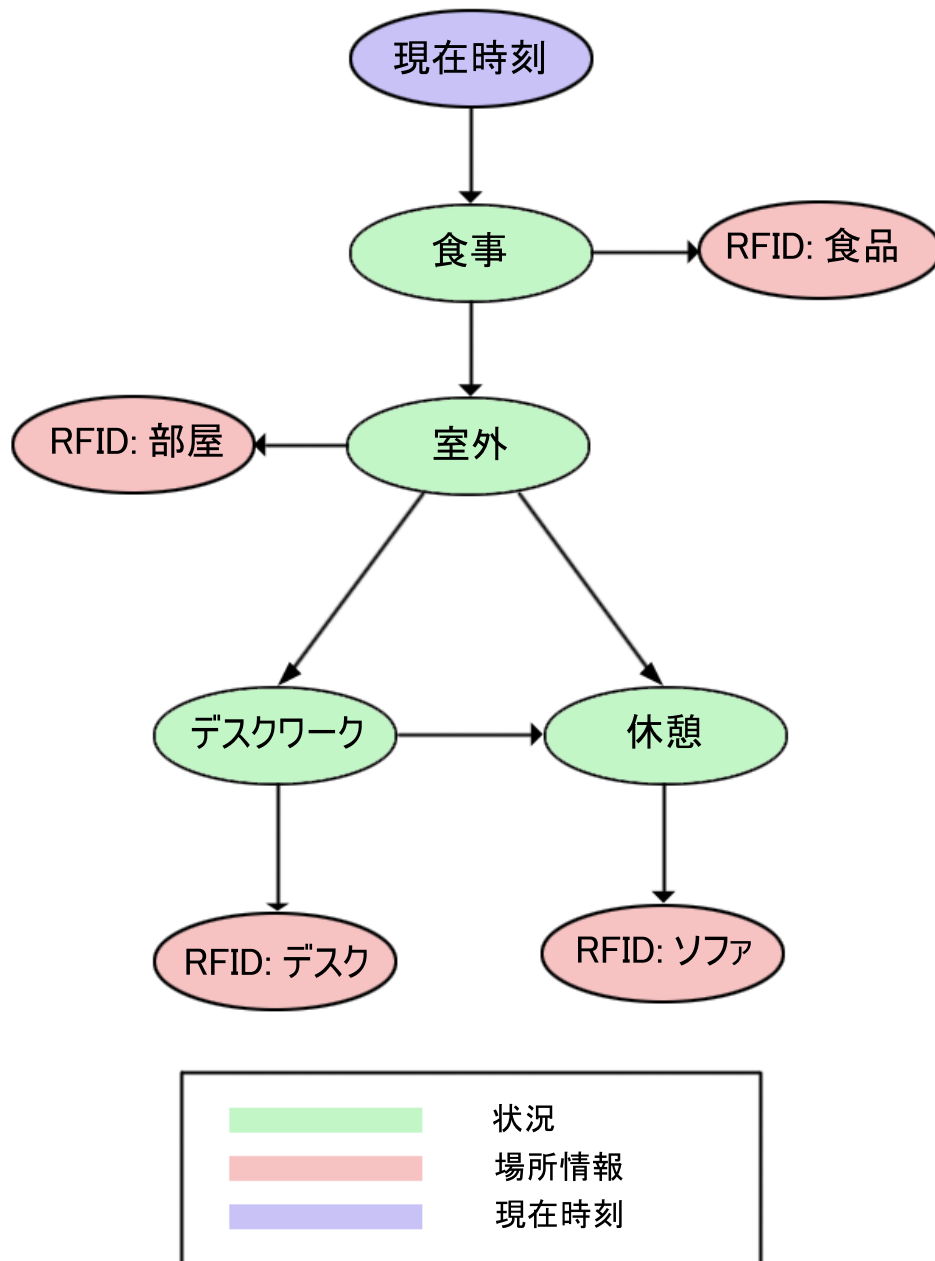 現在時刻
食事
RFID: 食品
RFID: 部屋
室外
デスクワーク
休憩
RFID: デスク
RFID: ソファ
状況
場所情報
現在時刻